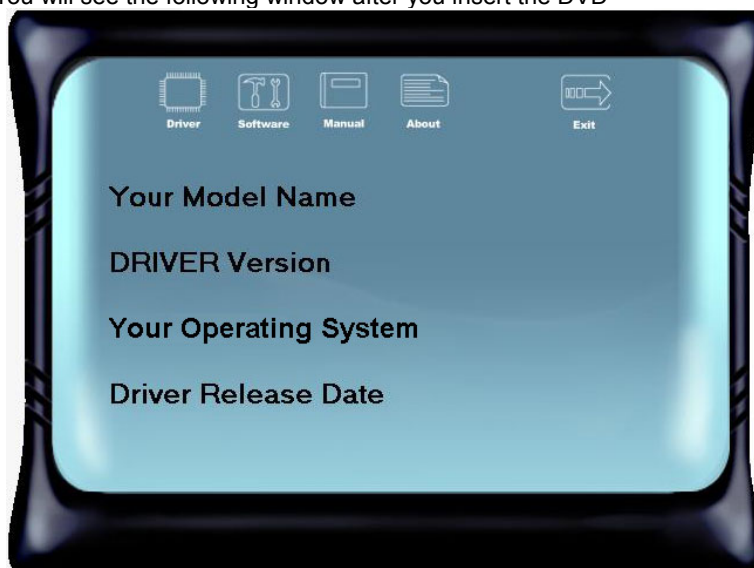 You will see the following window after you insert the DVD
Driver Software Manual About Exit
Your Model Name
DRIVER Version
Your Operating System
Driver Release Date